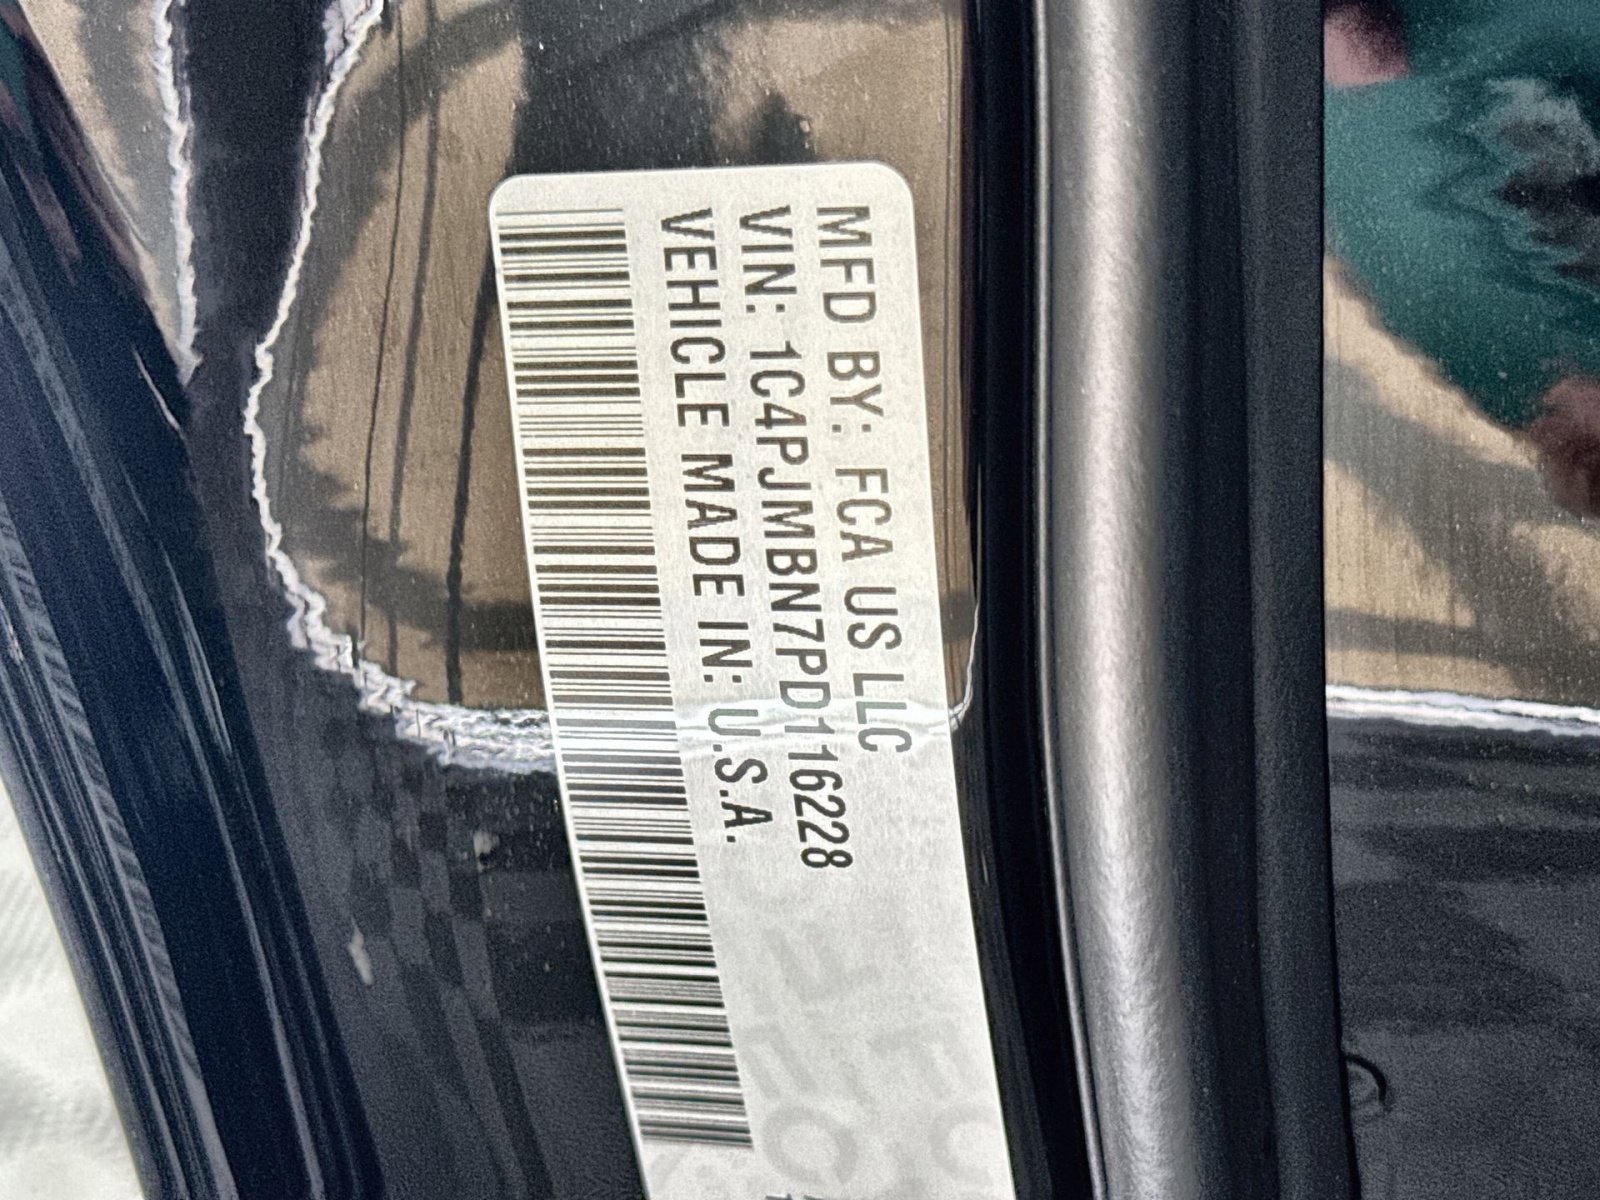 MFD BY: FCA US LLC
VIN: 1C4PJMBN7PD116228
VEHICLE MADE IN: U.S.A.